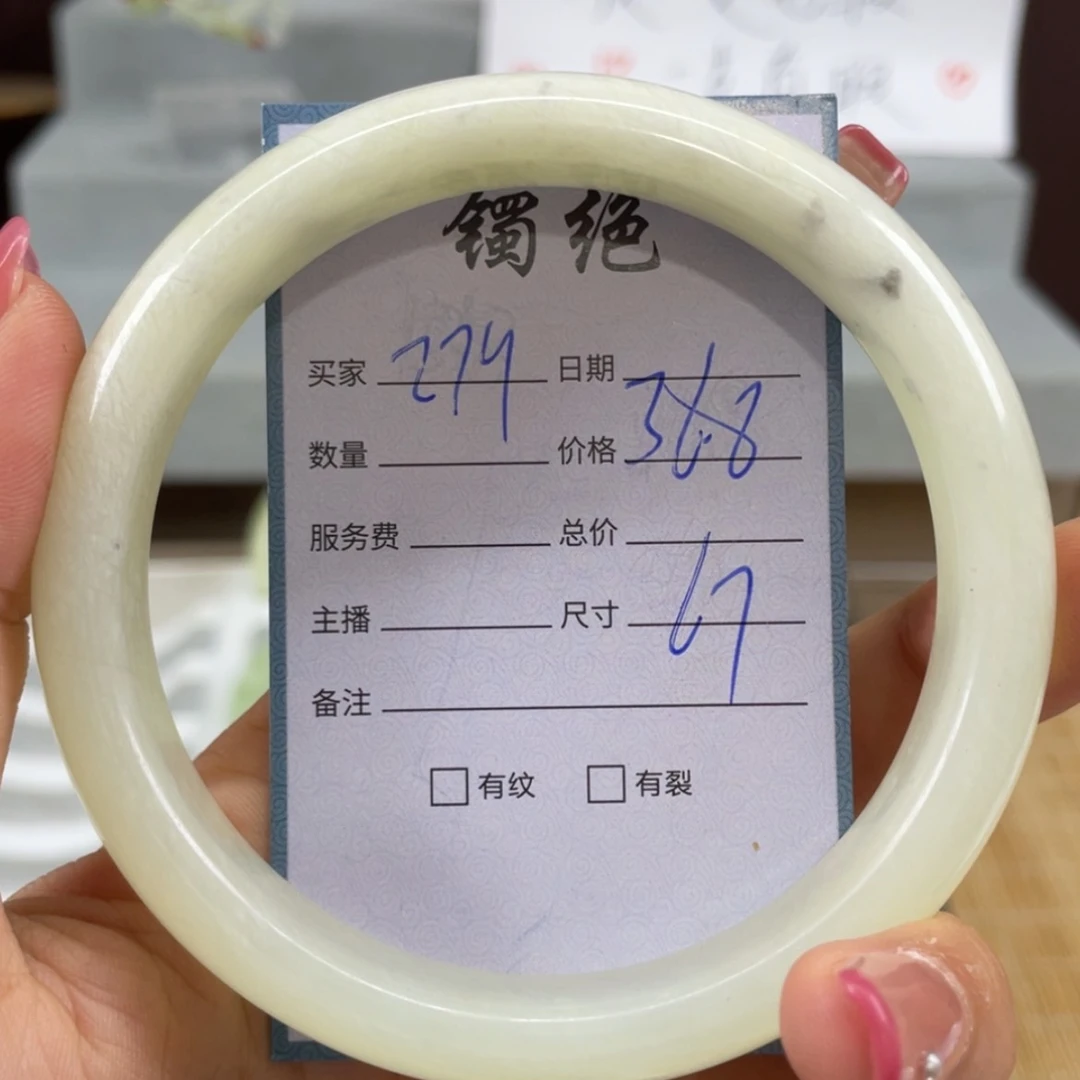 镯绝
买家 274 日期
数量 价格 368
服务费 总价
主播 尺寸 67
备注
有纹 有裂